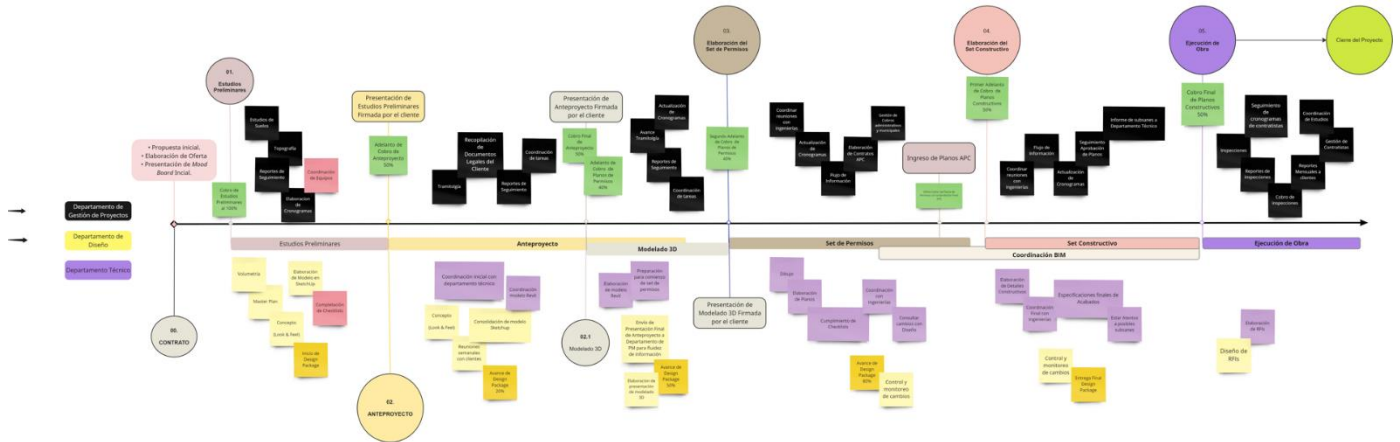 03.
Elaboración del
Set de Permisos
04.
Elaboración del
Set Constructivo
05.
Ejecución de
Obra
Cierre del Proyecto
01.
Estudios
Preliminares
Presentación de
Estudios Preliminares
Firmada por el cliente
Presentación de
Anteproyecto Firmada
por el cliente
• Propuesta inicial.
• Elaboración de Oferta
• Presentación de Mood
Board Incial.
Cobro de
Estudios
Preliminares
al 100%
Estudios de
Suelos
Topografía
Reportes de
Seguimiento
Coordinación
de Equipos
Elaboracion de
Cronogramas
Adelanto de
Cobro de
Anteproyecto
50%
Tramitología
Recopilación de
Documentos
Legales del
Cliente
Reportes de
Seguimiento
Coordinación
de tareas
Cobro Final
de
Anteproyecto
50%
Adelanto de
Cobro de
Planos de
Permisos
40%
Actualización de
Cronogramas
Avance
Tramitología
Reportes de
Seguimiento
Coordinación
de tareas
Segundo Adelanto
de Cobro de
Planos de
Permisos
40%
Coordinar
reuniones con
ingenierías
Actualización de
Cronogramas
Flujo de
Información
Elaboración de
Contratos
APC
Gestión de
Cobros
administrativos
y municipales
Ingreso de Planos APC
Primer Adelanto
de Cobro de
Planos
Constructivos
50%
Coordinar
reuniones con
ingenierías
Flujo de
Información
Actualización
de Cronogramas
Seguimiento
Aprobación
de Planos
Informe de subsanes a
Departamento Técnico
Cobro Final
de Planos
Constructivos
50%
Inspecciones
Seguimiento
de cronogramas
de contratistas
Reportes de
Inspecciones
Cobro de
inspecciones
Reportes
Mensuales a
clientes
Coordinación
de Estudios
Gestión de
Contrataciones
Departamento de
Gestión de Proyectos
Departamento de
Diseño
Departamento Técnico
Estudios Preliminares
Anteproyecto
Modelado 3D
Set de Permisos
Set Constructivo
Coordinación BIM
Ejecución de Obra
00.
CONTRATO
Volumetría
Master Plan
Concepto
(Look & Feel)
Elaboración
de Modelo en
Sketchup
Completación
de Checklists
Inicio de
Design
Package
02.
ANTEPROYECTO
Coordinación inicial con
departamento técnico
Coordinación
modelo Revit
Concepto
(Look & Feel)
Consolidación de modelo
Sketchup
Reuniones
semanales con
clientes
Avance de
Design
Package
02.1
Modelado 3D
Elaboración
de modelo
Revit
Preparación
para comienzo
de set de
permisos
Envío de
Presentación Final
de Anteproyecto a
Departamento de
PM para fluidez de
información
Elaboración de
presentación de
modelado
3D
Avance de
Design
Package
50%
Presentación de
Modelado 3D Firmada
por el cliente
Dibujo
Elaboración
de Planos
Cumplimiento de
Checklists
Coordinación
con
ingenierías
Consultar
cambios con
Diseño
Avance de
Design
Package
80%
Control y
monitoreo
de cambios
Elaboración
de Detalles
Constructivos
Coordinación
Final con
Ingenierías
Especificaciones finales de
Acabados
Estar Atentos
a posibles
subsanes
Control y
monitoreo de
cambios
Entrega Final
Design
Package
Elaboración
de RFIs
Diseño de
RFIs